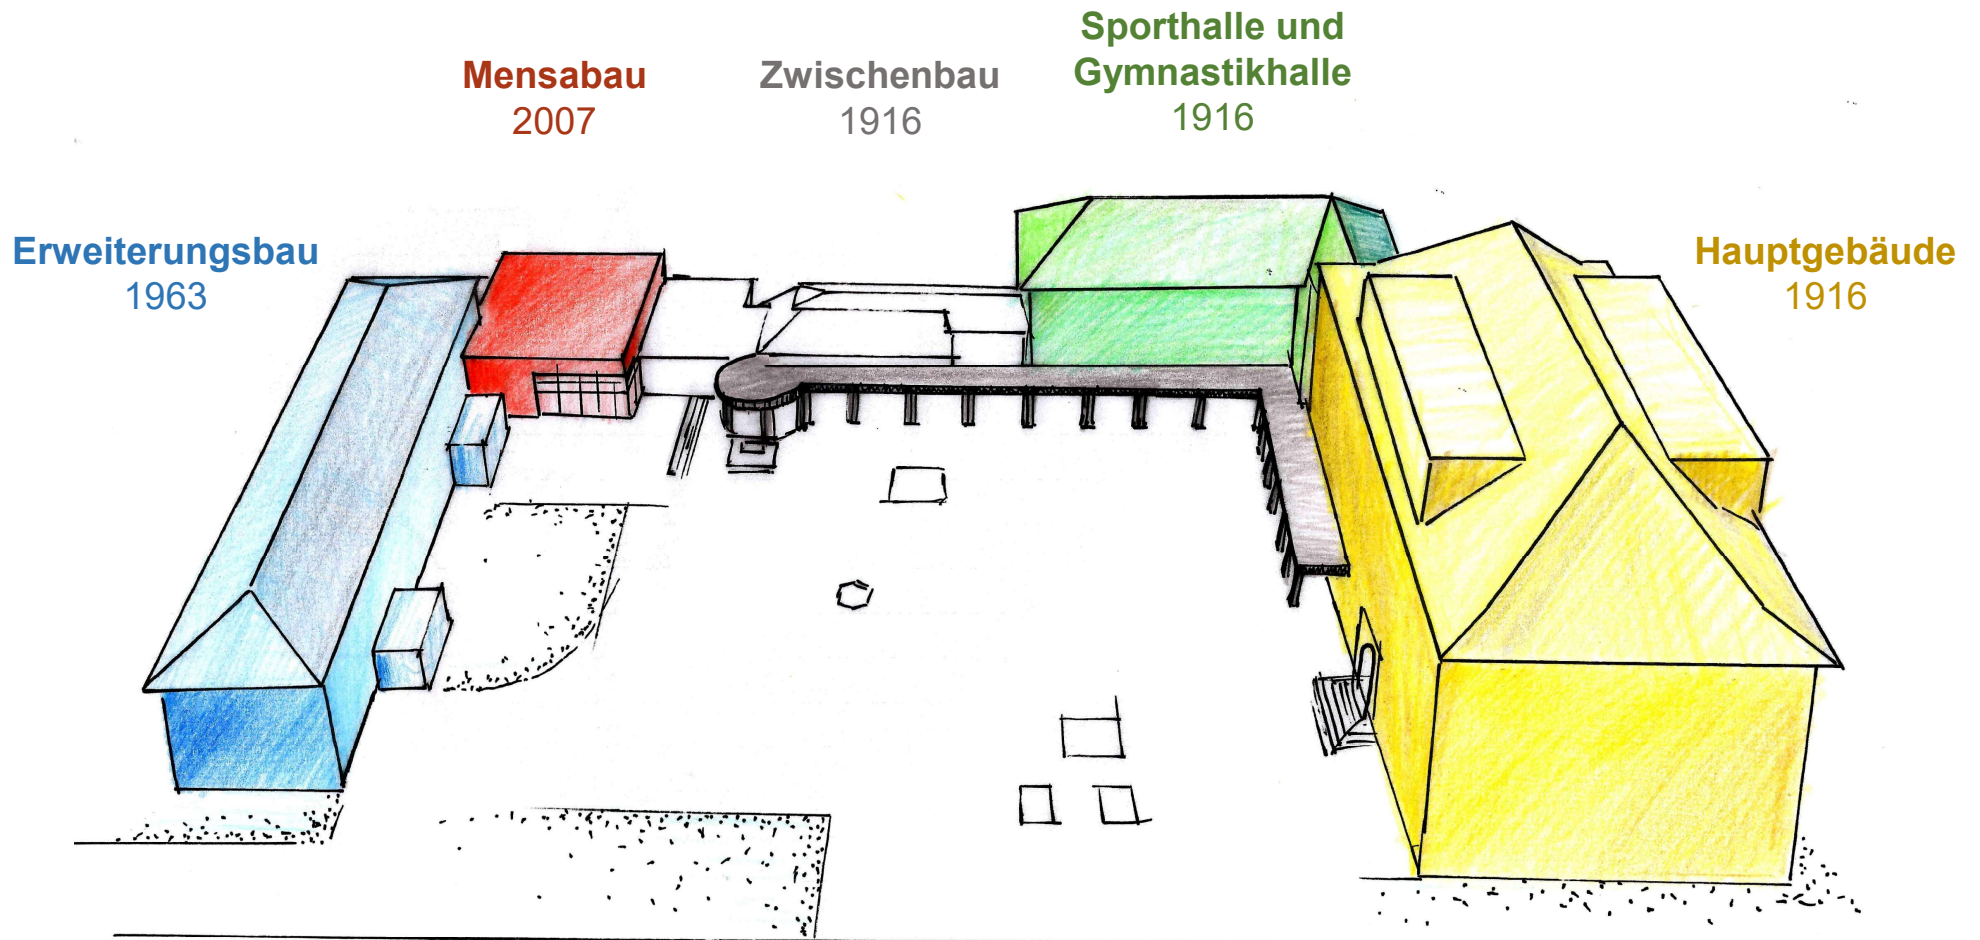 Sporthalle und
Gymnastikhalle
1916
Mensabau
2007
Zwischenbau
1916
Erweiterungsbau
1963
Hauptgebäude
1916